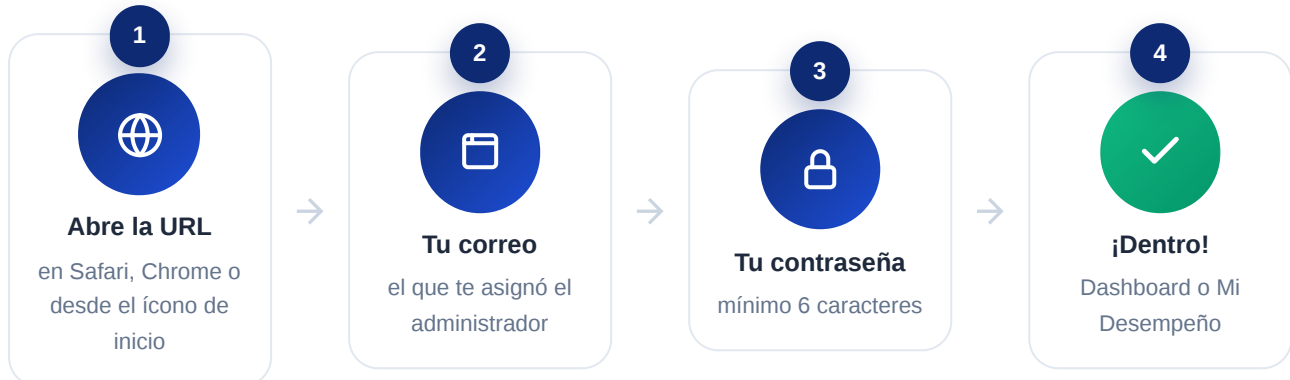 1
Abre la URL
en Safari, Chrome o
desde el ícono de
inicio
2
Tu correo
el que te asignó el
administrador
3
Tu contraseña
mínimo 6 caracteres
4
¡Dentro!
Dashboard o Mi
Desempeño